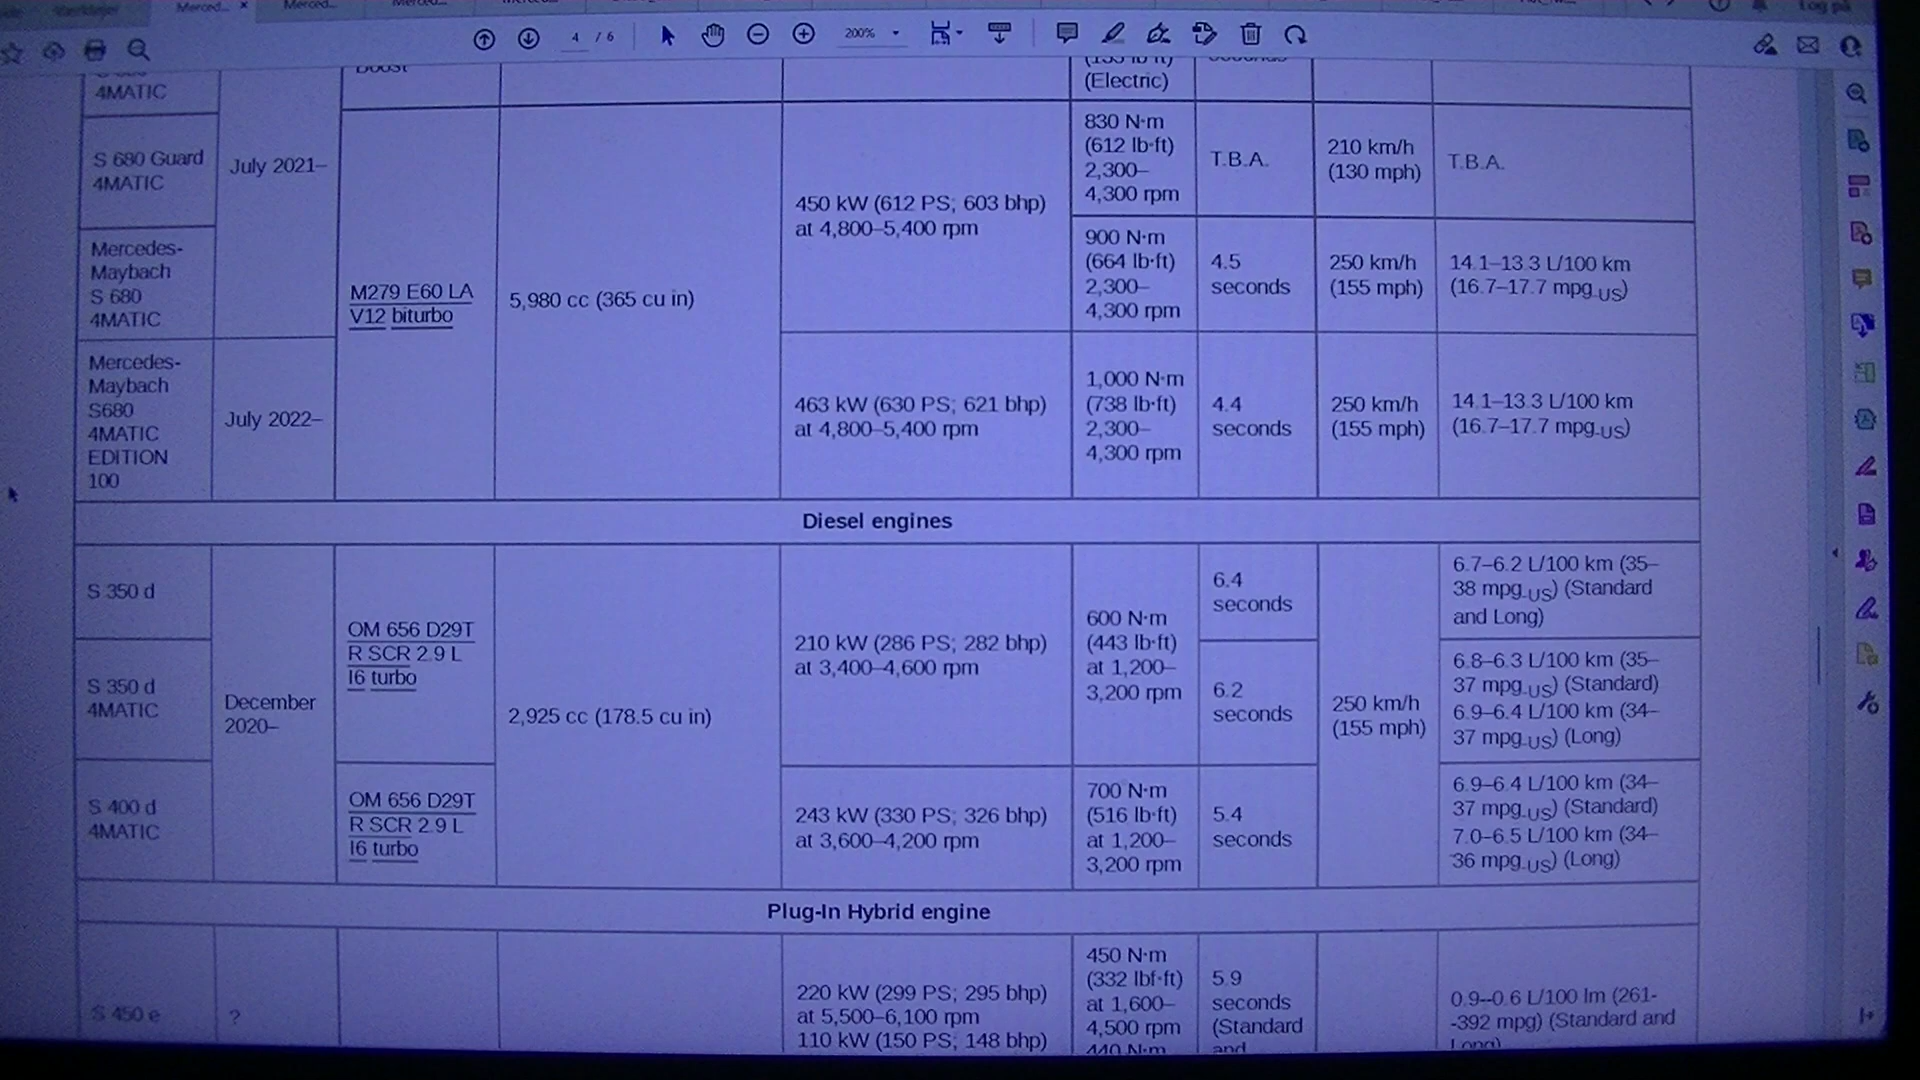 Merced...
Merced...
4 / 6
200%
Log på
4MATIC
(Electric)
S 680 Guard
4MATIC
July 2021–
830 N·m
(612 lb·ft)
2,300–
4,300 rpm
T.B.A.
210 km/h
(130 mph)
T.B.A.
450 kW (612 PS; 603 bhp)
at 4,800–5,400 rpm
Mercedes-
Maybach
S 680
4MATIC
M279 E60 LA
V12 biturbo
5,980 cc (365 cu in)
900 N·m
(664 lb·ft)
2,300–
4,300 rpm
4.5
seconds
250 km/h
(155 mph)
14.1–13.3 L/100 km
(16.7–17.7 mpg-US)
Mercedes-
Maybach
S680
4MATIC
EDITION
100
July 2022–
463 kW (630 PS; 621 bhp)
at 4,800–5,400 rpm
1,000 N·m
(738 lb·ft)
2,300–
4,300 rpm
4.4
seconds
250 km/h
(155 mph)
14.1–13.3 L/100 km
(16.7–17.7 mpg-US)
Diesel engines
S 350 d
December
2020–
OM 656 D29T
R SCR 2.9 L
I6 turbo
2,925 cc (178.5 cu in)
210 kW (286 PS; 282 bhp)
at 3,400–4,600 rpm
600 N·m
(443 lb·ft)
at 1,200–
3,200 rpm
6.4
seconds
250 km/h
(155 mph)
6.7–6.2 L/100 km (35–
38 mpg-US) (Standard
and Long)
S 350 d
4MATIC
6.2
seconds
6.8–6.3 L/100 km (35–
37 mpg-US) (Standard)
6.9–6.4 L/100 km (34–
37 mpg-US) (Long)
S 400 d
4MATIC
OM 656 D29T
R SCR 2.9 L
I6 turbo
243 kW (330 PS; 326 bhp)
at 3,600–4,200 rpm
700 N·m
(516 lb·ft)
at 1,200–
3,200 rpm
5.4
seconds
6.9–6.4 L/100 km (34–
37 mpg-US) (Standard)
7.0–6.5 L/100 km (34–
36 mpg-US) (Long)
Plug-In Hybrid engine
S 450 e
?
220 kW (299 PS; 295 bhp)
at 5,500–6,100 rpm
110 kW (150 PS; 148 bhp)
450 N·m
(332 lbf·ft)
at 1,600–
4,500 rpm
440 N·m
5.9
seconds
(Standard
and
0.9--0.6 L/100 lm (261-
-392 mpg) (Standard and
Long)